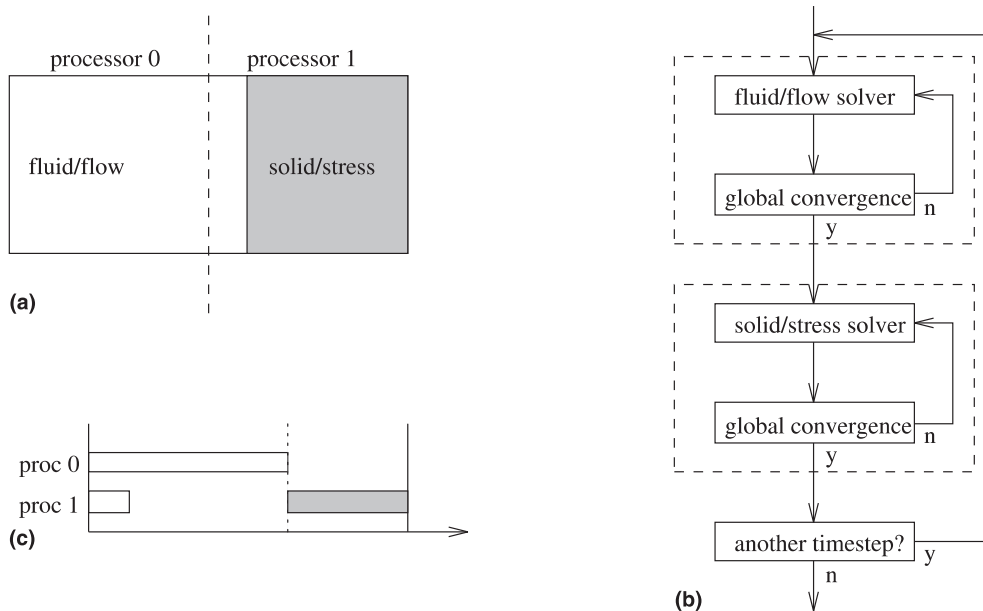 processor 0
processor 1
fluid/flow
solid/stress
(a)
proc 0
proc 1
(c)
fluid/flow solver
global convergence
n
y
solid/stress solver
global convergence
n
y
another timestep?
y
n
(b)